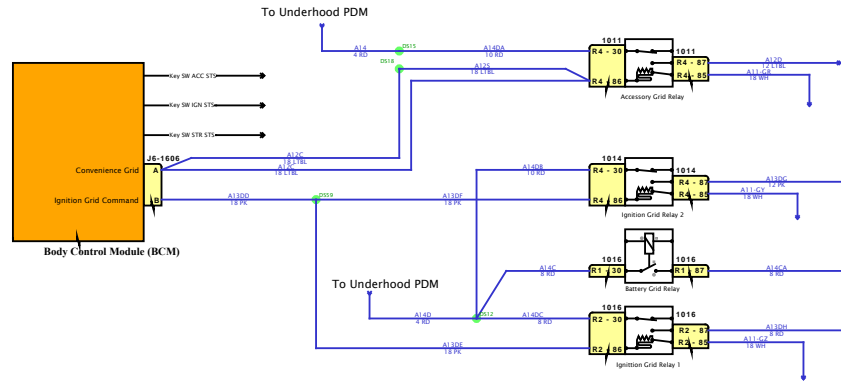 To Underhood PDM
1011
A14
4 RD
DS15
A14DA
10 RD
R4 - 30
1011
DS18
A12S
18 LTBL
R4 - 87
A12D
12 LTBL
Key SW ACC STS
R4 - 86
R4 - 85
A11-GR
18 WH
Accessory Grid Relay
Key SW IGN STS
Key SW STR STS
J6-1606
A12C
18 LTBL
1014
Convenience Grid
A
A12C
18 LTBL
A14DB
10 RD
R4 - 30
1014
R4 - 87
A13DG
12 PK
Ignition Grid Command
B
A13DD
18 PK
DS59
A13DF
18 PK
R4 - 86
R4 - 85
A11-GY
18 WH
Ignition Grid Relay 2
Body Control Module (BCM)
1016
1016
A14C
8 RD
R1 - 30
R1 - 87
A14CA
8 RD
To Underhood PDM
Battery Grid Relay
1016
A14D
4 RD
DS12
A14DC
8 RD
R2 - 30
1016
R2 - 87
A13DH
8 RD
A13DE
18 PK
R2 - 86
R2 - 85
A11-GZ
18 WH
Ignittion Grid Relay 1